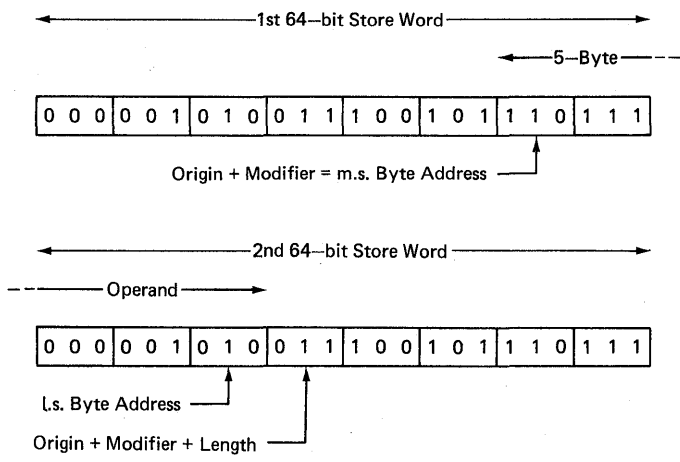 1st 64–bit Store Word
5–Byte
0 0 0 0 0 1 0 1 0 0 1 1 1 0 0 1 0 1 1 1 0 1 1 1
Origin + Modifier = m.s. Byte Address
2nd 64–bit Store Word
Operand
0 0 0 0 0 1 0 1 0 0 1 1 1 0 0 1 0 1 1 1 0 1 1 1
l.s. Byte Address
Origin + Modifier + Length